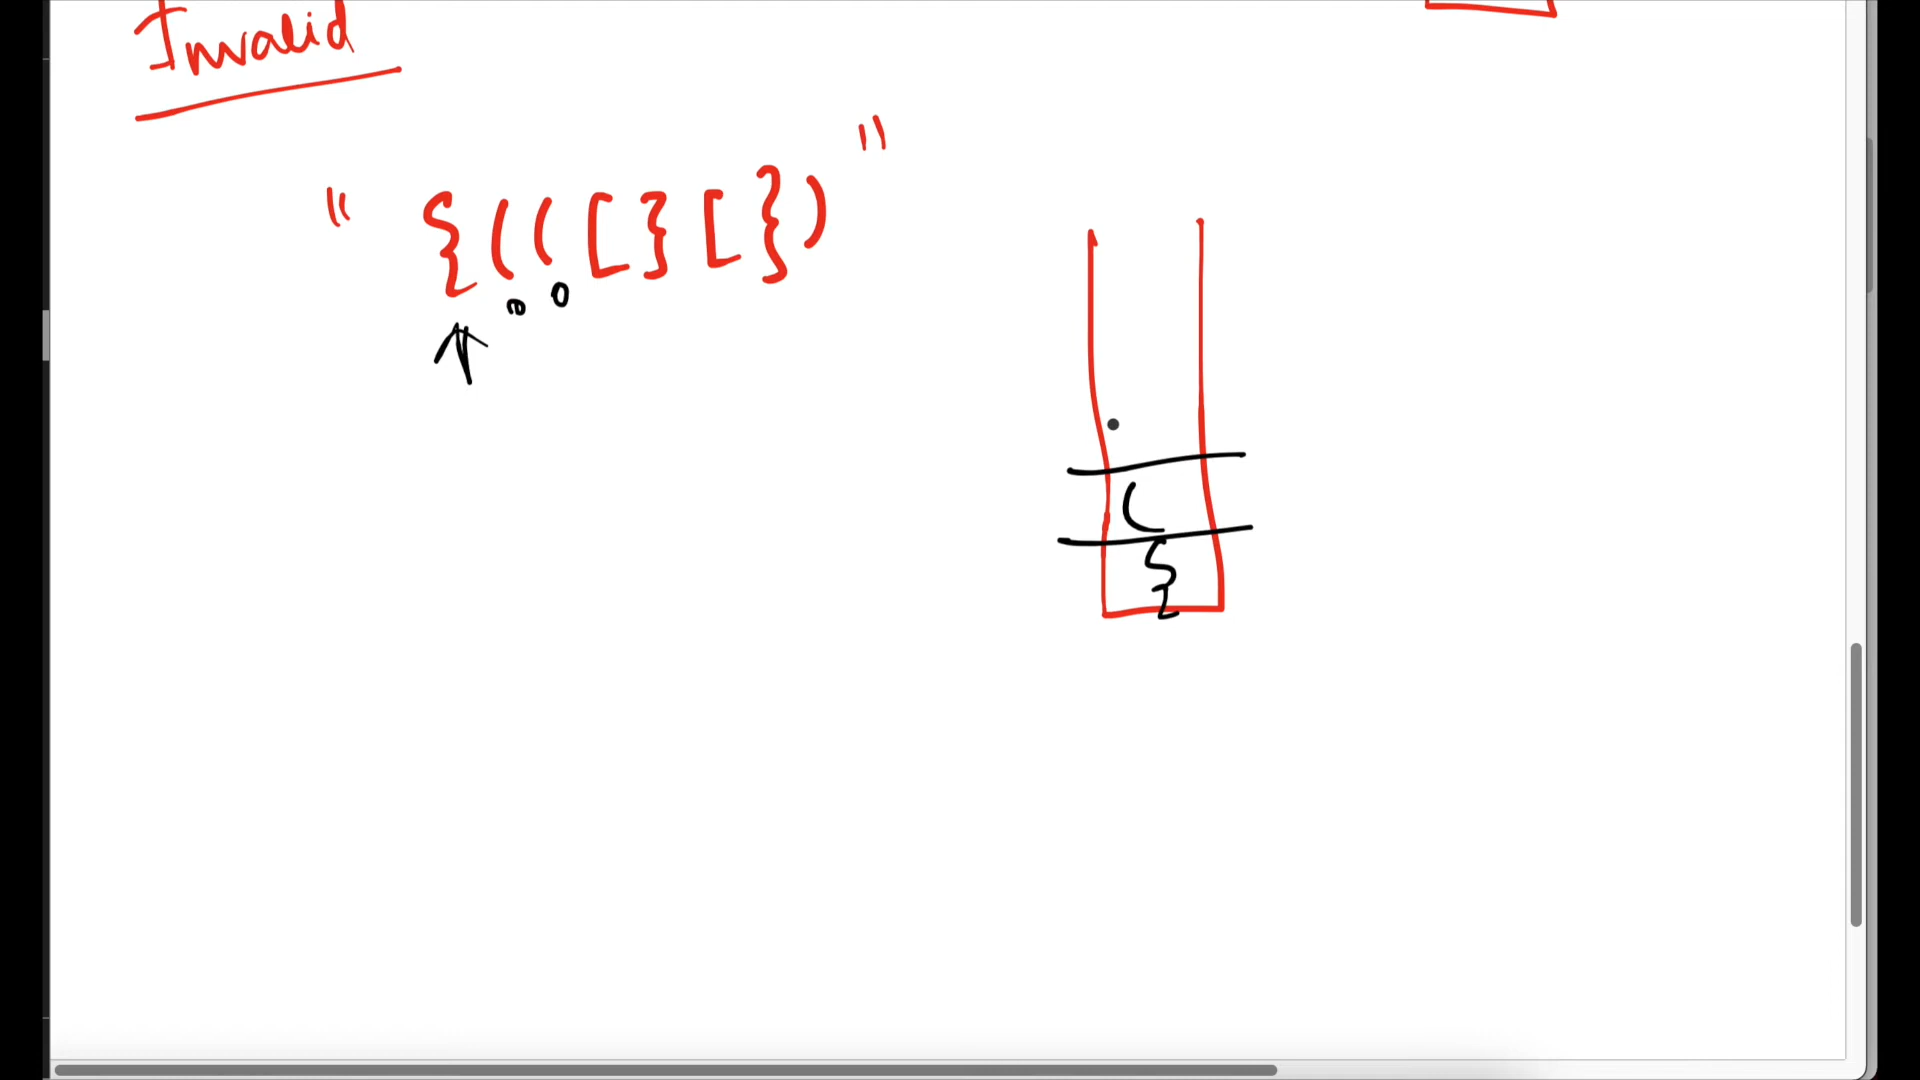 Invalid
" {(([}[}) "
(
{